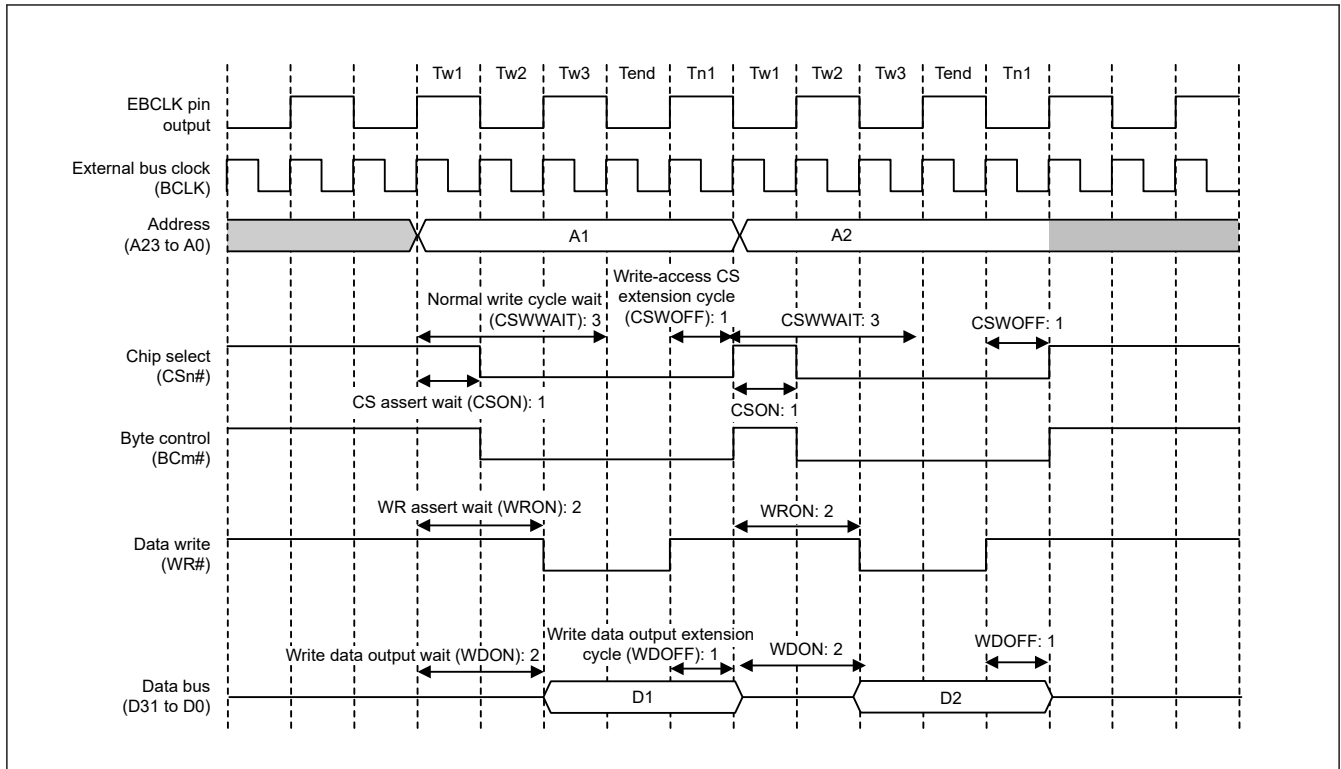 Tw1 Tw2 Tw3 Tend Tn1 Tw1 Tw2 Tw3 Tend Tn1
EBCLK pin
output
External bus clock
(BCLK)
Address
(A23 to A0)
A1
A2
Write-access CS
extension cycle
(CSWOFF): 1
Normal write cycle wait
(CSWWAIT): 3
CSWWAIT: 3
CSWOFF: 1
Chip select
(CSn#)
CS assert wait (CSON): 1
CSON: 1
Byte control
(BCm#)
WR assert wait (WRON): 2
WRON: 2
Data write
(WR#)
Write data output wait (WDON): 2
Write data output extension
cycle (WDOFF): 1
WDON: 2
WDOFF: 1
Data bus
(D31 to D0)
D1
D2